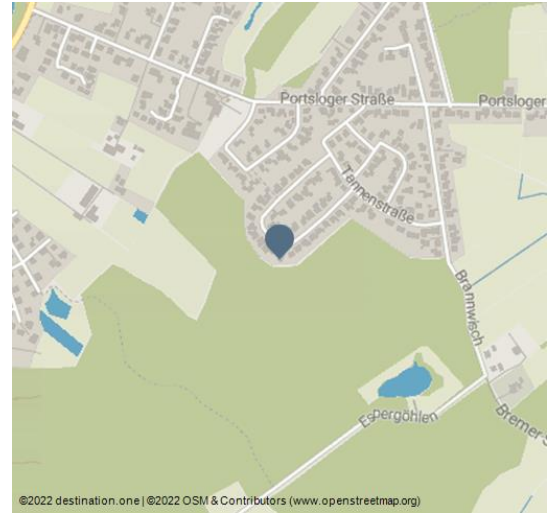 Portsloger Straße
Portsloger
Tannenstraße
Brannwisch
Espergöhlen
Bremer S
©2022 destination.one | ©2022 OSM & Contributors (www.openstreetmap.org)